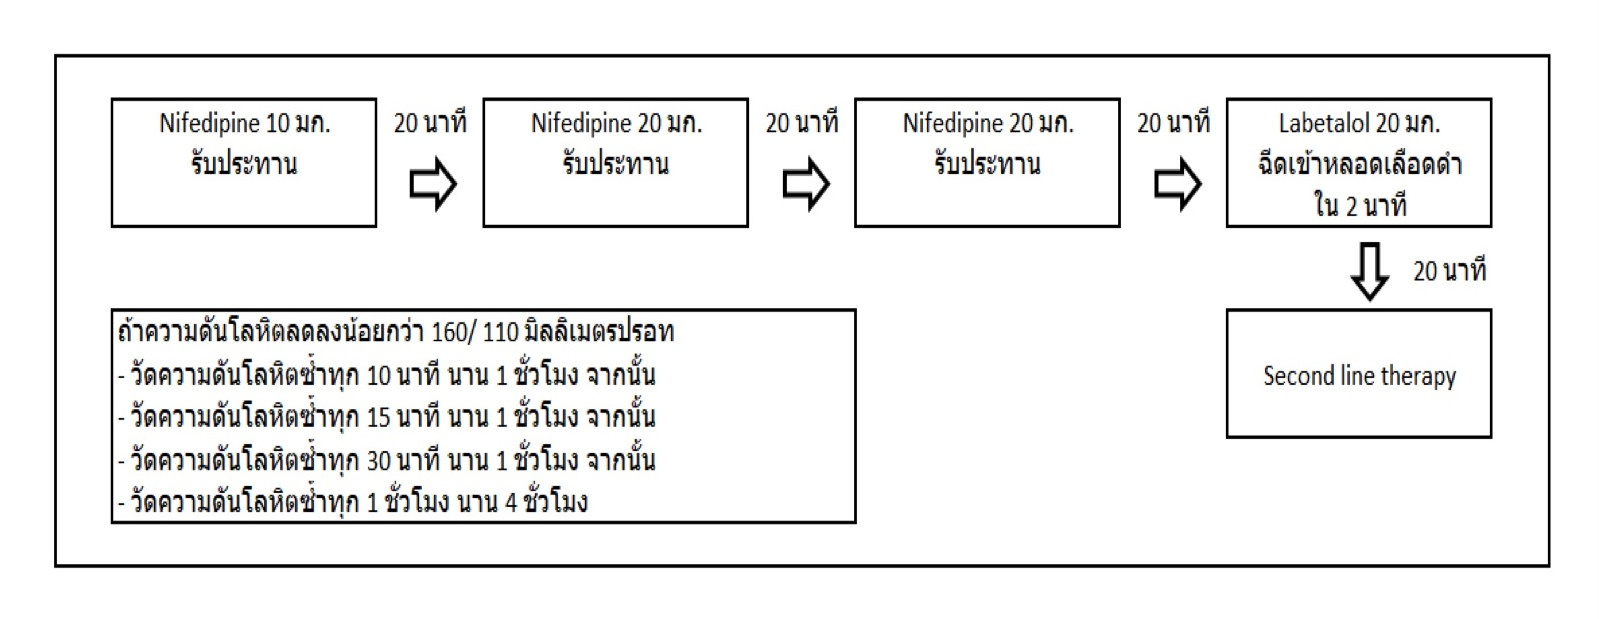 Nifedipine 10 มก.
รับประทาน
20 นาที
Nifedipine 20 มก.
รับประทาน
20 นาที
Nifedipine 20 มก.
รับประทาน
20 นาที
Labetalol 20 มก.
ฉีดเข้าหลอดเลือดดำ
ใน 2 นาที
20 นาที
Second line therapy
ถ้าความดันโลหิตลดลงน้อยกว่า 160/ 110 มิลลิเมตรปรอท
- วัดความดันโลหิตซ้ำทุก 10 นาที นาน 1 ชั่วโมง จากนั้น
- วัดความดันโลหิตซ้ำทุก 15 นาที นาน 1 ชั่วโมง จากนั้น
- วัดความดันโลหิตซ้ำทุก 30 นาที นาน 1 ชั่วโมง จากนั้น
- วัดความดันโลหิตซ้ำทุก 1 ชั่วโมง นาน 4 ชั่วโมง